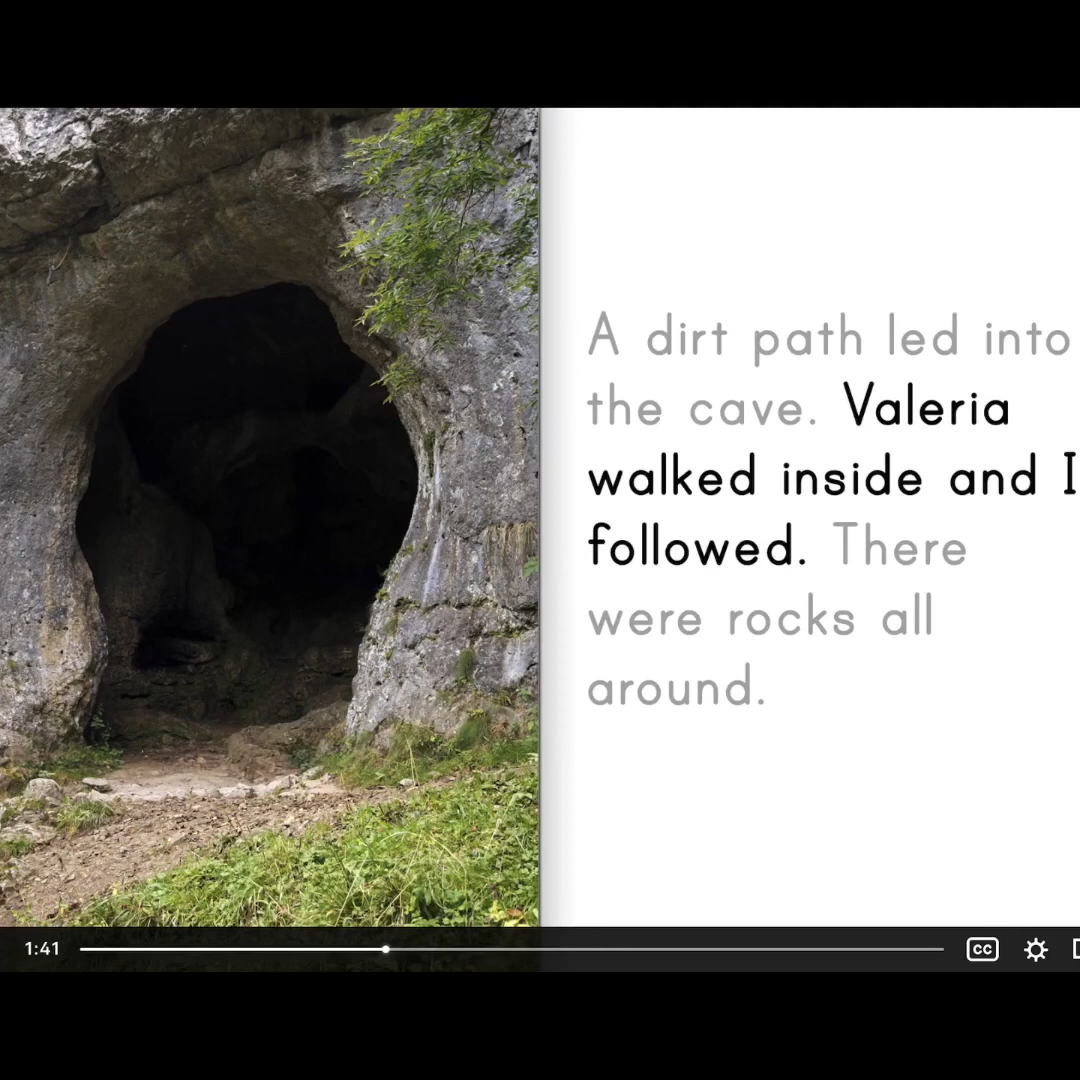 A dirt path led into
the cave. Valeria
walked inside and I
followed. There
were rocks all
around.
1:41
CC